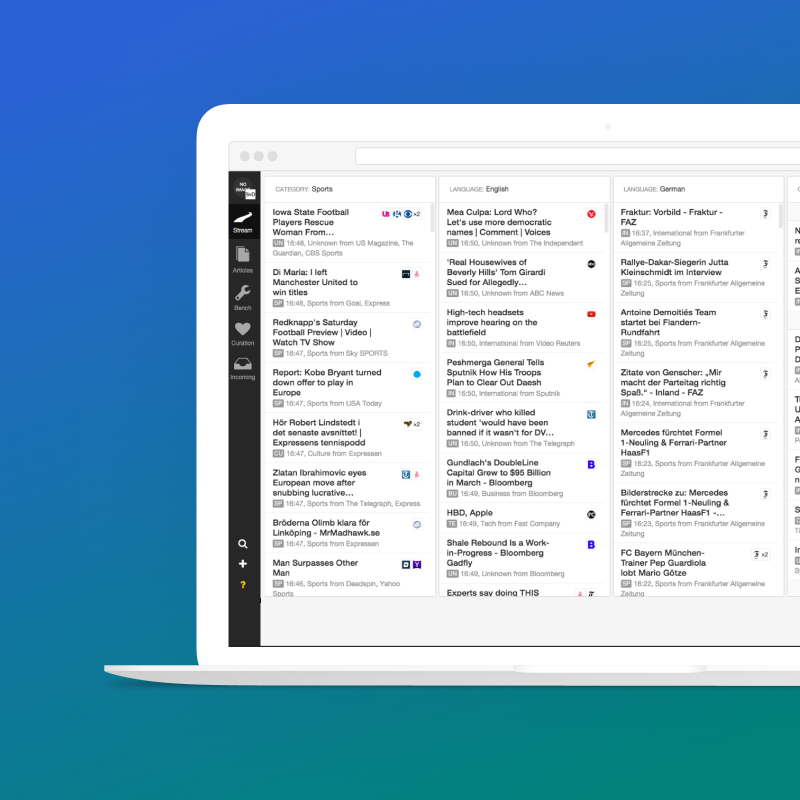 NO
Stream
Articles
Bench
Curation
Incoming
?
CATEGORY: Sports
Iowa State Football
Players Rescue
Woman From...
×2
UN 16:48, Unknown from US Magazine, The
Guardian, CBS Sports
Di Maria: I left
Manchester United to
win titles
SP 16:48, Sports from Goal, Express
Redknapp's Saturday
Football Preview | Video |
Watch TV Show
SP 16:47, Sports from Sky SPORTS
Report: Kobe Bryant turned
down offer to play in
Europe
SP 16:47, Sports from USA Today
Hör Robert Lindstedt i
det senaste avsnittet! |
Expressens tennispodd
×2
CU 16:47, Culture from Expressen
Zlatan Ibrahimovic eyes
European move after
snubbing lucrative...
SP 16:47, Sports from The Telegraph, Express
Bröderna Olimb klara för
Linköping - MrMadhawk.se
SP 16:47, Sports from Expressen
Man Surpasses Other
Man
SP 16:46, Sports from Deadspin, Yahoo
Sports
LANGUAGE: English
Mea Culpa: Lord Who?
Let's use more democratic
names | Comment | Voices
UN 16:50, Unknown from The Independent
'Real Housewives of
Beverly Hills' Tom Girardi
Sued for Allegedly...
UN 16:50, Unknown from ABC News
High-tech headsets
improve hearing on the
battlefield
IN 16:50, International from Video Reuters
Peshmerga General Tells
Sputnik How His Troops
Plan to Clear Out Daesh
IN 16:50, International from Sputnik
Drink-driver who killed
student 'would have been
banned if it wasn't for DV...
UN 16:50, Unknown from The Telegraph
Gundlach's DoubleLine
Capital Grew to $95 Billion
in March - Bloomberg
B
BU 16:49, Business from Bloomberg
HBD, Apple
FC
TE 16:49, Tech from Fast Company
Shale Rebound Is a Work-
in-Progress - Bloomberg
Gadfly
B
UN 16:49, Unknown from Bloomberg
Experts say doing THIS
LANGUAGE: German
Fraktur: Vorbild - Fraktur -
FAZ
IN 16:37, International from Frankfurter
Allgemeine Zeitung
Rallye-Dakar-Siegerin Jutta
Kleinschmidt im Interview
SP 16:25, Sports from Frankfurter Allgemeine
Zeitung
Antoine Demoitiés Team
startet bei Flandern-
Rundfahrt
SP 16:25, Sports from Frankfurter Allgemeine
Zeitung
Zitate von Genscher: „Mir
macht der Parteitag richtig
Spaß.“ - Inland - FAZ
IN 16:24, International from Frankfurter
Allgemeine Zeitung
Mercedes fürchtet Formel
1-Neuling & Ferrari-Partner
HaasF1
SP 16:23, Sports from Frankfurter Allgemeine
Zeitung
Bilderstrecke zu: Mercedes
fürchtet Formel 1-Neuling &
Ferrari-Partner HaasF1 -...
SP 16:23, Sports from Frankfurter Allgemeine
Zeitung
FC Bayern München-
Trainer Pep Guardiola
lobt Mario Götze
×2
SP 16:22, Sports from Frankfurter Allgemeine
Zeitung